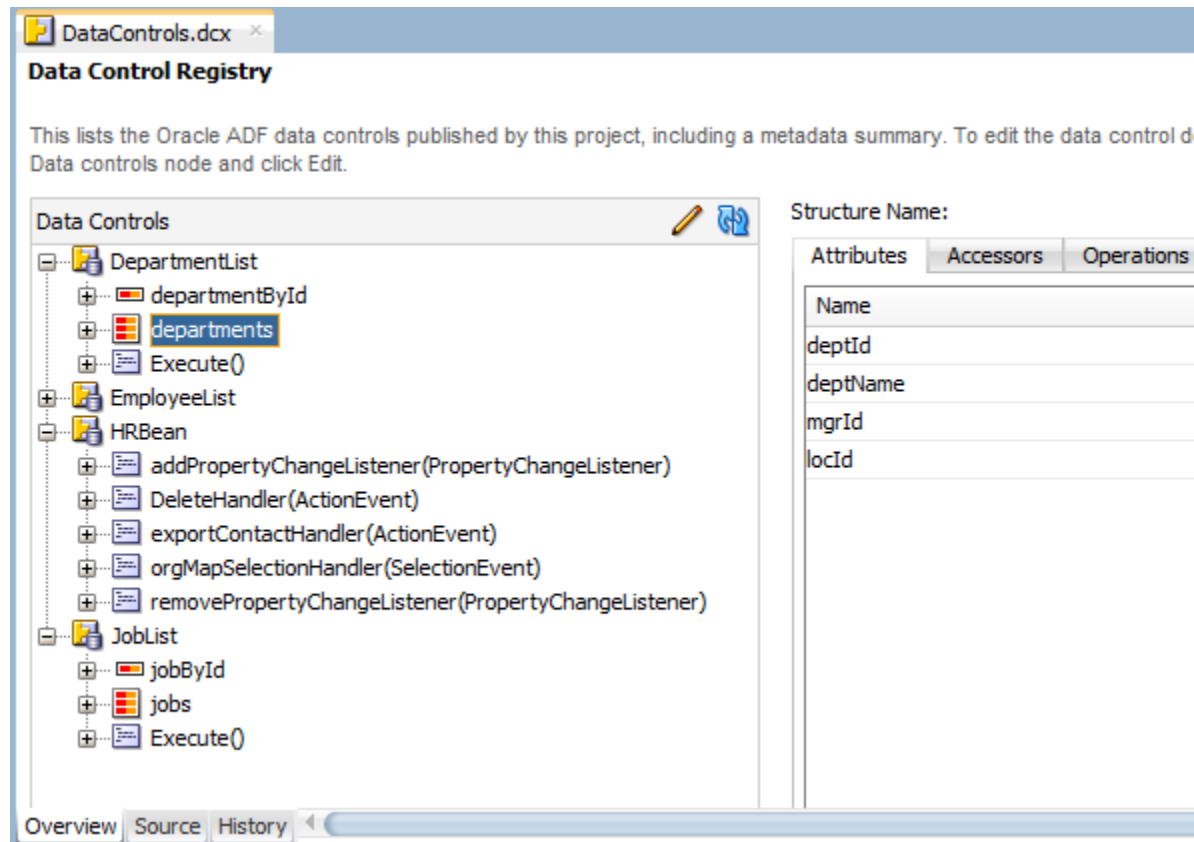 DataControls.dcx
Data Control Registry
This lists the Oracle ADF data controls published by this project, including a metadata summary. To edit the data control
Data controls node and click Edit.
Data Controls
DepartmentList
departmentById
departments
Execute()
EmployeeList
HRBean
addPropertyChangeListener(PropertyChangeListener)
DeleteHandler(ActionEvent)
exportContactHandler(ActionEvent)
orgMapSelectionHandler(SelectionEvent)
removePropertyChangeListener(PropertyChangeListener)
JobList
jobById
jobs
Execute()
Structure Name:
Attributes Accessors Operations
Name
deptId
deptName
mgrId
locId
Overview Source History